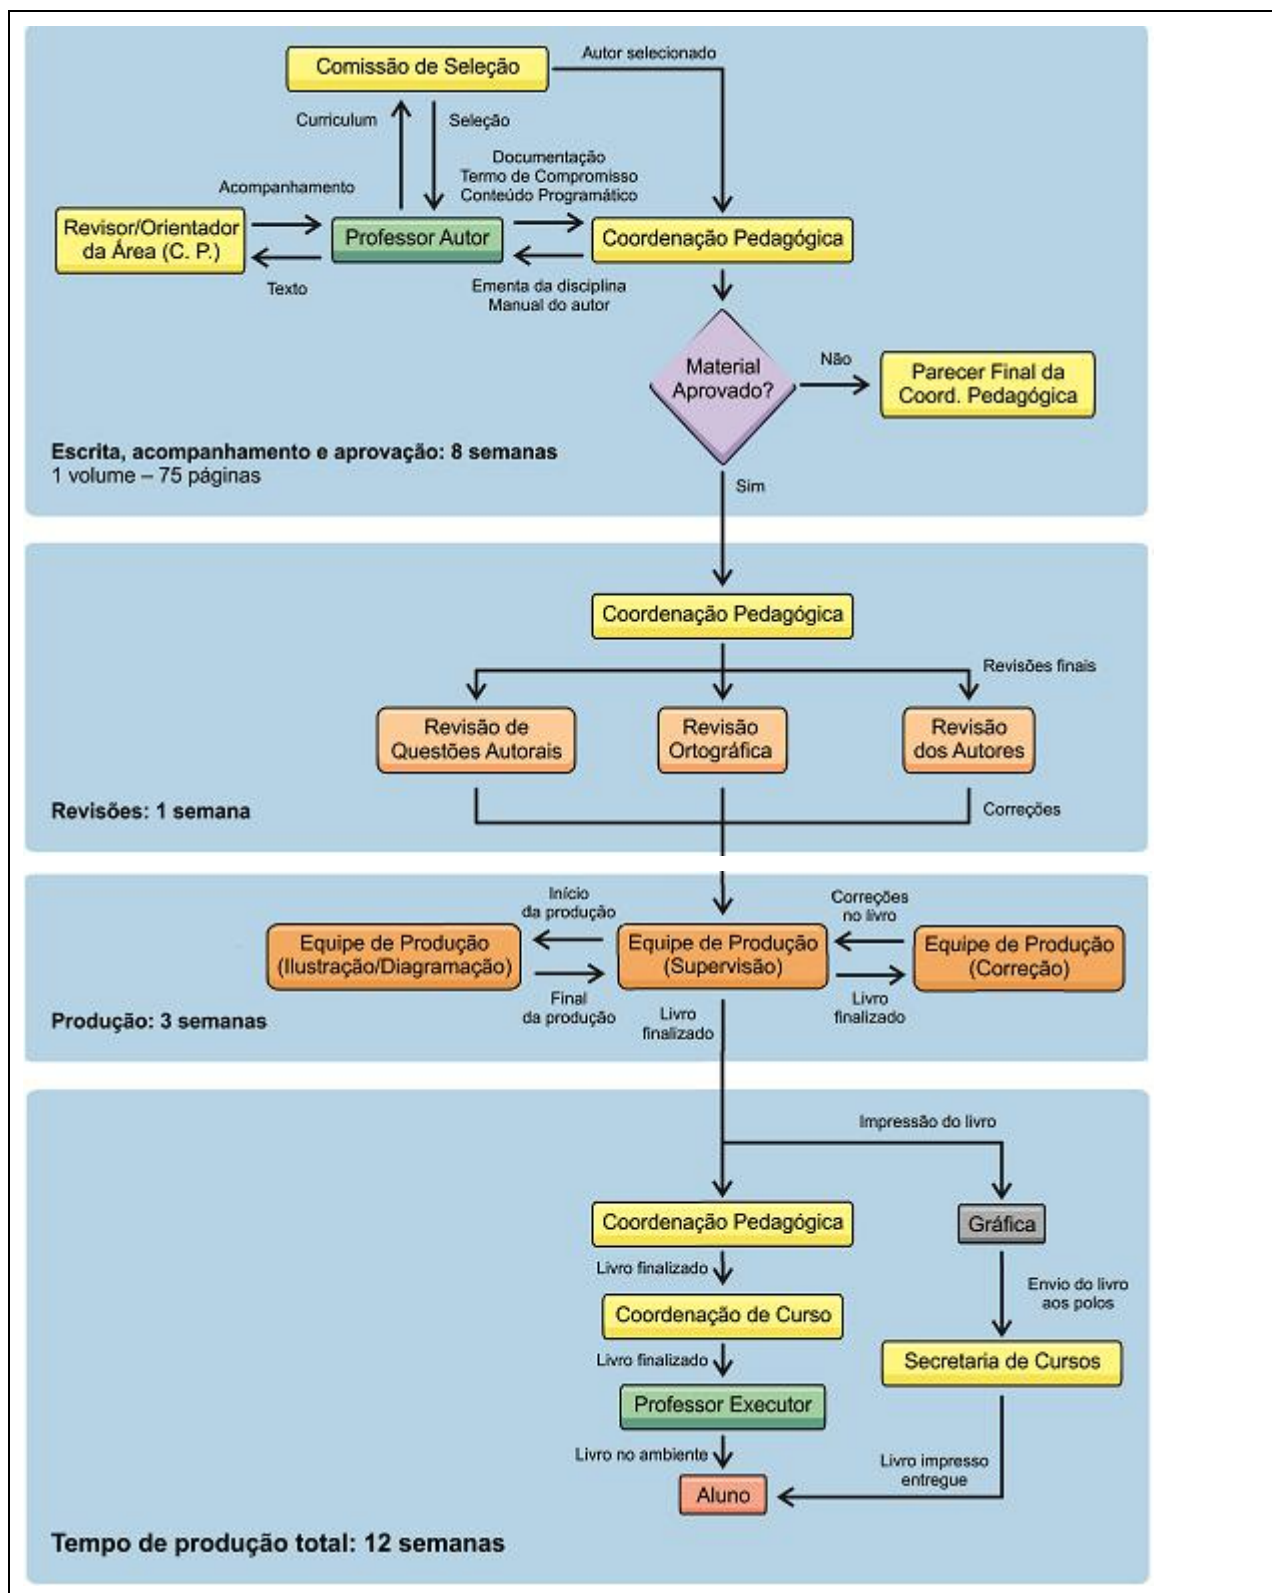 Comissão de Seleção
Autor selecionado
Curriculum
Seleção
Documentação
Termo de Compromisso
Conteúdo Programático
Acompanhamento
Revisor/Orientador
da Área (C. P.)
Professor Autor
Coordenação Pedagógica
Texto
Ementa da disciplina
Manual do autor
Material
Aprovado?
Não
Parecer Final da
Coord. Pedagógica
Escrita, acompanhamento e aprovação: 8 semanas
1 volume – 75 páginas
Sim
Coordenação Pedagógica
Revisões finais
Revisão de
Questões Autorais
Revisão
Ortográfica
Revisão
dos Autores
Revisões: 1 semana
Correções
Início
da produção
Correções
no livro
Equipe de Produção
(Ilustração/Diagramação)
Equipe de Produção
(Supervisão)
Equipe de Produção
(Correção)
Final
da produção
Livro
finalizado
Livro
finalizado
Produção: 3 semanas
Impressão do livro
Coordenação Pedagógica
Gráfica
Livro finalizado
Envio do livro
aos polos
Coordenação de Curso
Livro finalizado
Secretaria de Cursos
Professor Executor
Livro no ambiente
Livro impresso
entregue
Aluno
Tempo de produção total: 12 semanas